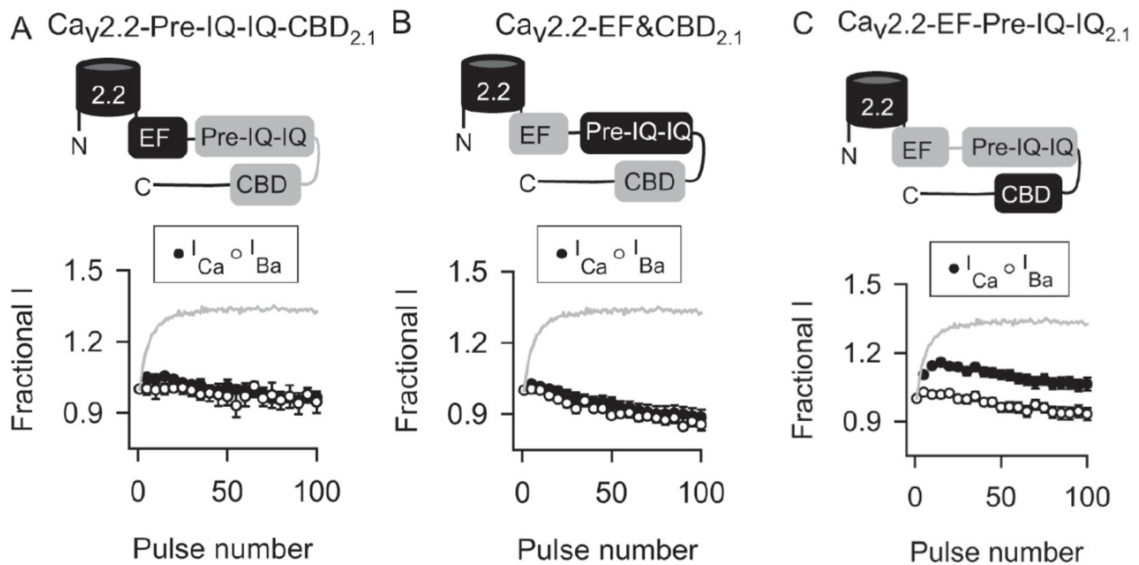 A CaV2.2-Pre-IQ-IQ-CBD2.1
2.2
EF
Pre-IQ-IQ
N
C
CBD
ICa IBa
1.5
1.2
0.9
Fractional I
0 50 100
Pulse number
B CaV2.2-EF&CBD2.1
2.2
EF
Pre-IQ-IQ
N
C
CBD
ICa IBa
1.5
1.2
0.9
Fractional I
0 50 100
Pulse number
C CaV2.2-EF-Pre-IQ-IQ2.1
2.2
N
EF
Pre-IQ-IQ
C
CBD
ICa IBa
1.5
1.2
0.9
Fractional I
0 50 100
Pulse number